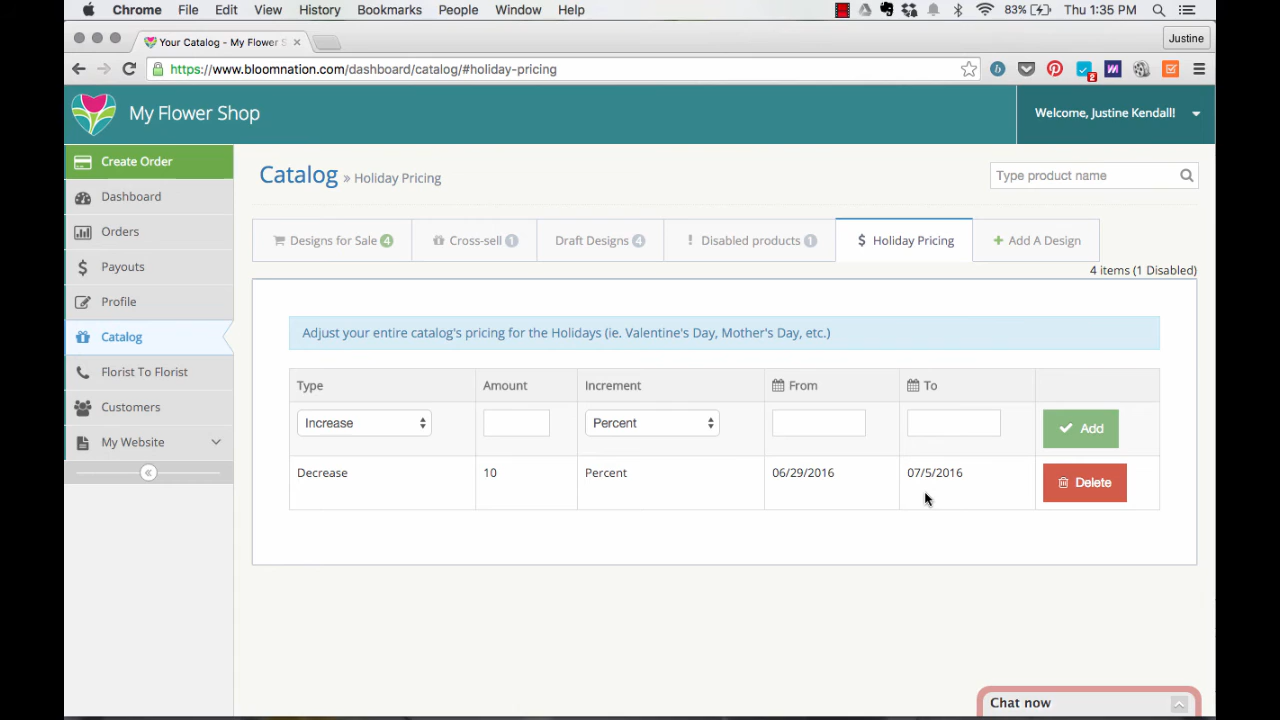 Chrome File Edit View History Bookmarks People Window Help 83% Thu 1:35 PM
Your Catalog - My Flower S Justine
https://www.bloomnation.com/dashboard/catalog/#holiday-pricing 2
My Flower Shop Welcome, Justine Kendall!
Create Order
Dashboard
Orders
Payouts
Profile
Catalog
Florist To Florist
Customers
My Website
Catalog » Holiday Pricing Type product name
Designs for Sale 4 Cross-sell 1 Draft Designs 4 Disabled products 1 $ Holiday Pricing + Add A Design
4 items (1 Disabled)
Adjust your entire catalog's pricing for the Holidays (ie. Valentine's Day, Mother's Day, etc.)
Type Amount Increment From To
Increase Percent Add
Decrease 10 Percent 06/29/2016 07/5/2016 Delete
Chat now